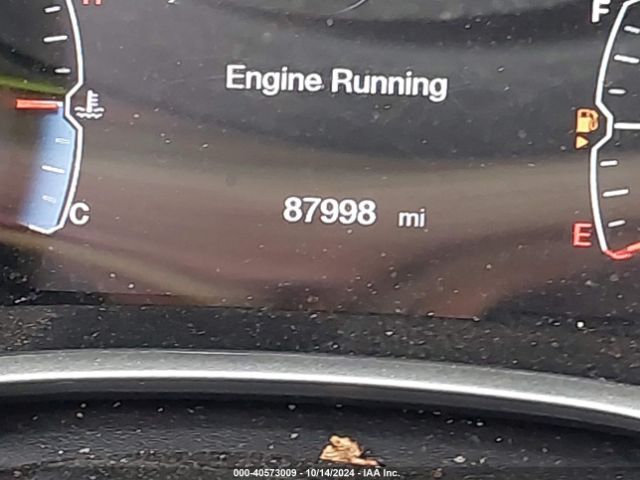 H
F
Engine Running
C
87998 mi
E
000-40573009 - 10/14/2024 - IAA Inc.